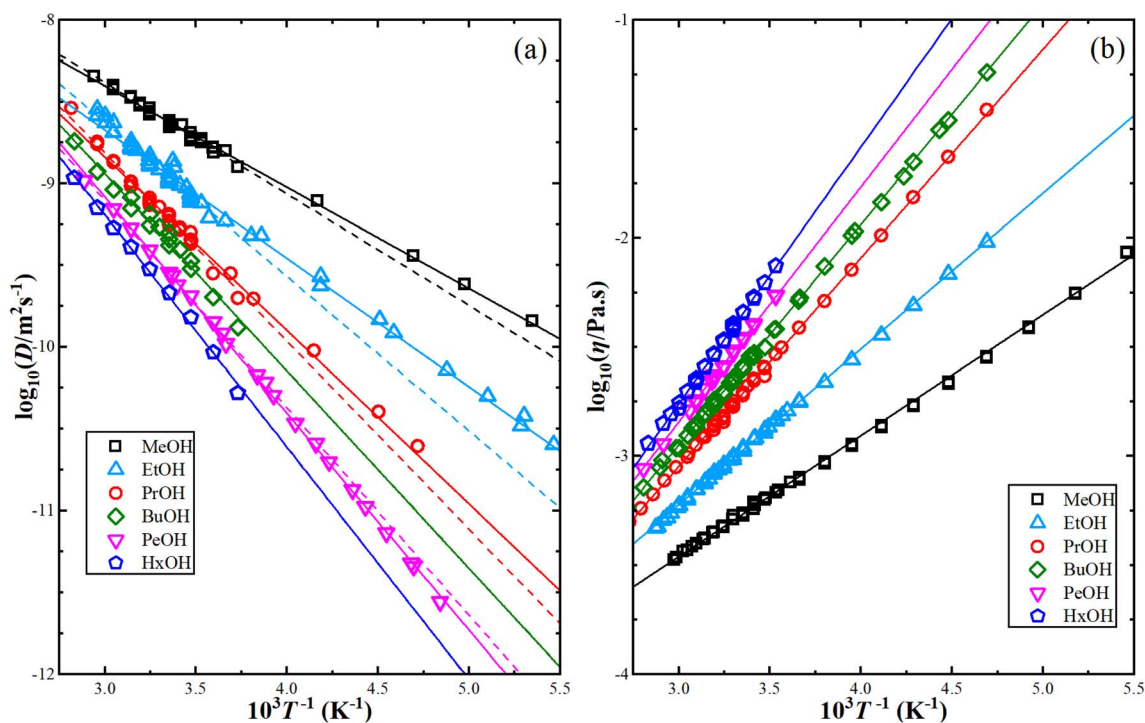 (a)
-8
-9
-10
-11
-12
log₁₀(D/m²s⁻¹)
MeOH
EtOH
PrOH
BuOH
PeOH
HxOH
3.0 3.5 4.0 4.5 5.0 5.5
10³T⁻¹ (K⁻¹)
(b)
-1
-2
-3
-4
log₁₀(η/Pa.s)
MeOH
EtOH
PrOH
BuOH
PeOH
HxOH
3.0 3.5 4.0 4.5 5.0 5.5
10³T⁻¹ (K⁻¹)